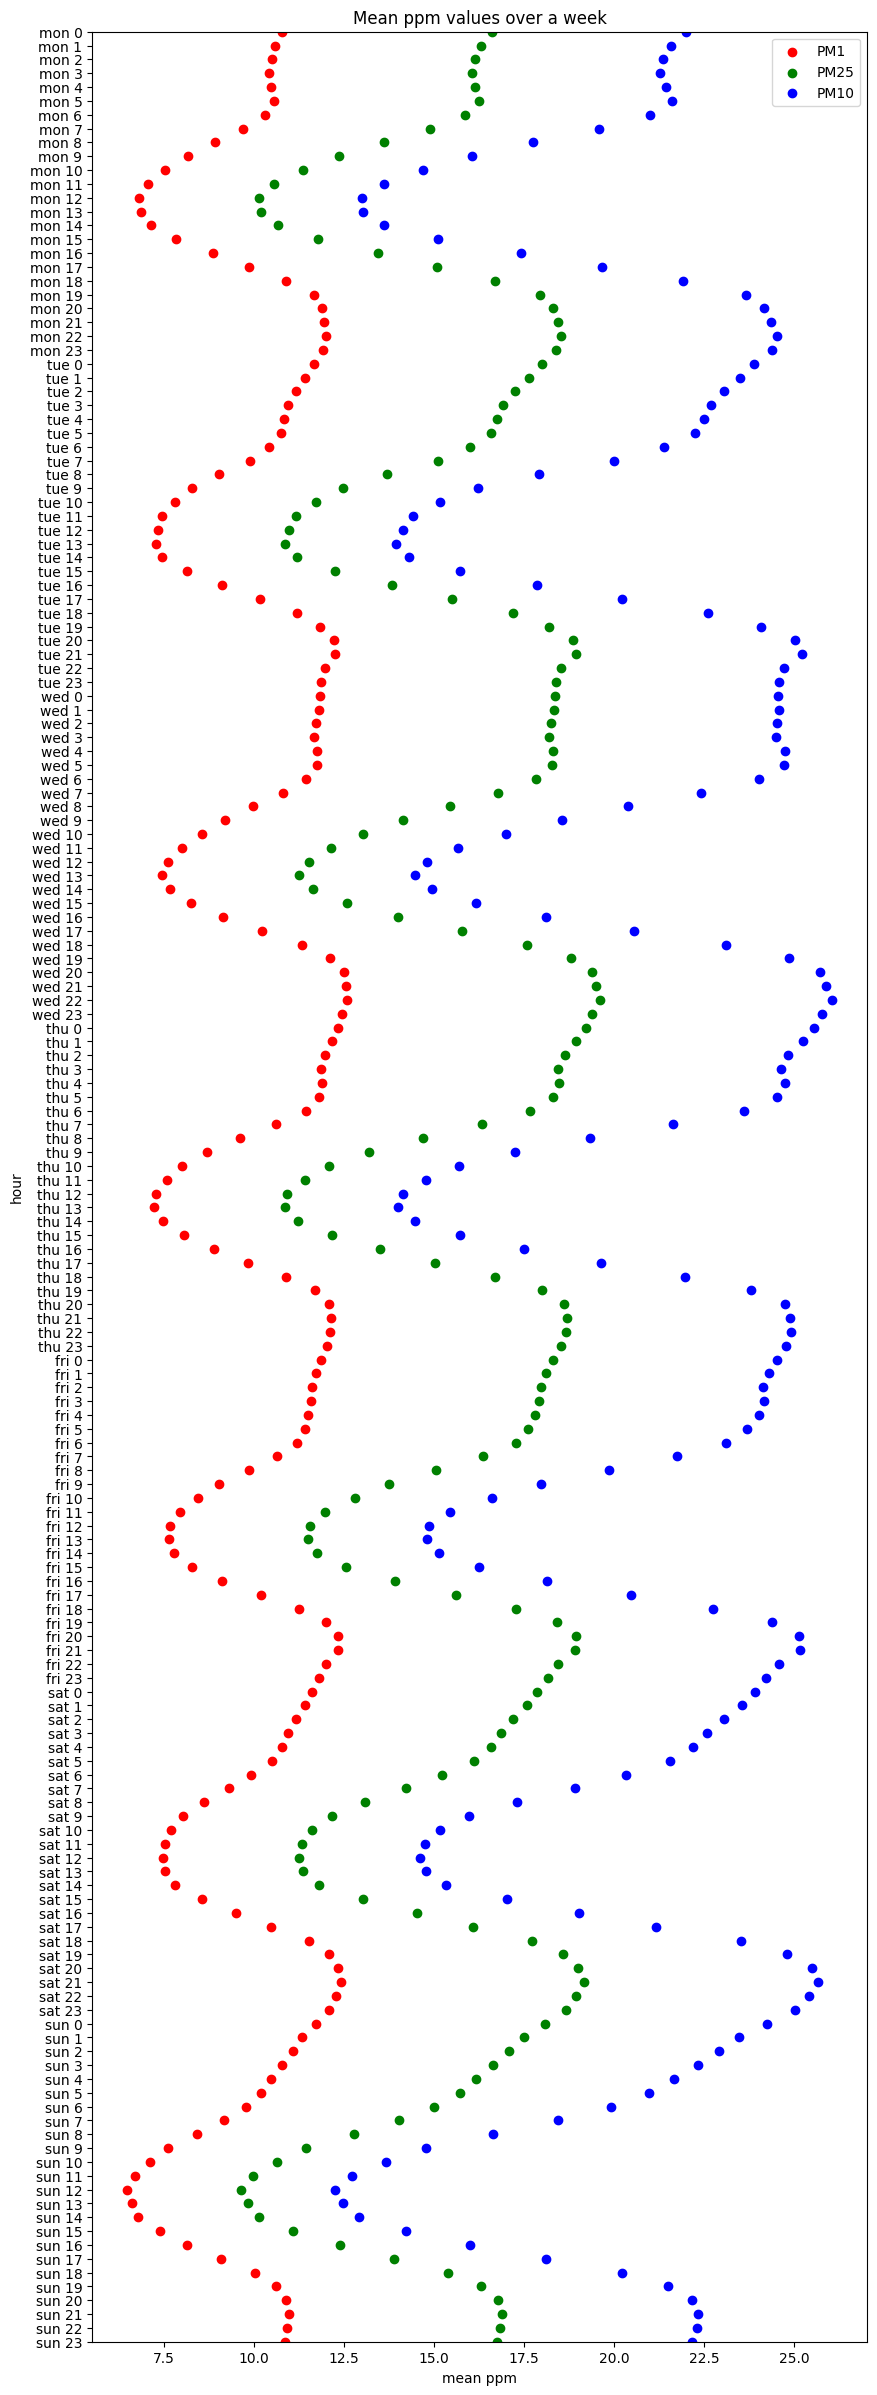 Mean ppm values over a week
PM1
PM25
PM10
mon 0
mon 1
mon 2
mon 3
mon 4
mon 5
mon 6
mon 7
mon 8
mon 9
mon 10
mon 11
mon 12
mon 13
mon 14
mon 15
mon 16
mon 17
mon 18
mon 19
mon 20
mon 21
mon 22
mon 23
tue 0
tue 1
tue 2
tue 3
tue 4
tue 5
tue 6
tue 7
tue 8
tue 9
tue 10
tue 11
tue 12
tue 13
tue 14
tue 15
tue 16
tue 17
tue 18
tue 19
tue 20
tue 21
tue 22
tue 23
wed 0
wed 1
wed 2
wed 3
wed 4
wed 5
wed 6
wed 7
wed 8
wed 9
wed 10
wed 11
wed 12
wed 13
wed 14
wed 15
wed 16
wed 17
wed 18
wed 19
wed 20
wed 21
wed 22
wed 23
thu 0
thu 1
thu 2
thu 3
thu 4
thu 5
thu 6
thu 7
thu 8
thu 9
thu 10
thu 11
thu 12
thu 13
thu 14
thu 15
thu 16
thu 17
thu 18
thu 19
thu 20
thu 21
thu 22
thu 23
fri 0
fri 1
fri 2
fri 3
fri 4
fri 5
fri 6
fri 7
fri 8
fri 9
fri 10
fri 11
fri 12
fri 13
fri 14
fri 15
fri 16
fri 17
fri 18
fri 19
fri 20
fri 21
fri 22
fri 23
sat 0
sat 1
sat 2
sat 3
sat 4
sat 5
sat 6
sat 7
sat 8
sat 9
sat 10
sat 11
sat 12
sat 13
sat 14
sat 15
sat 16
sat 17
sat 18
sat 19
sat 20
sat 21
sat 22
sat 23
sun 0
sun 1
sun 2
sun 3
sun 4
sun 5
sun 6
sun 7
sun 8
sun 9
sun 10
sun 11
sun 12
sun 13
sun 14
sun 15
sun 16
sun 17
sun 18
sun 19
sun 20
sun 21
sun 22
sun 23
hour
7.5 10.0 12.5 15.0 17.5 20.0 22.5 25.0
mean ppm